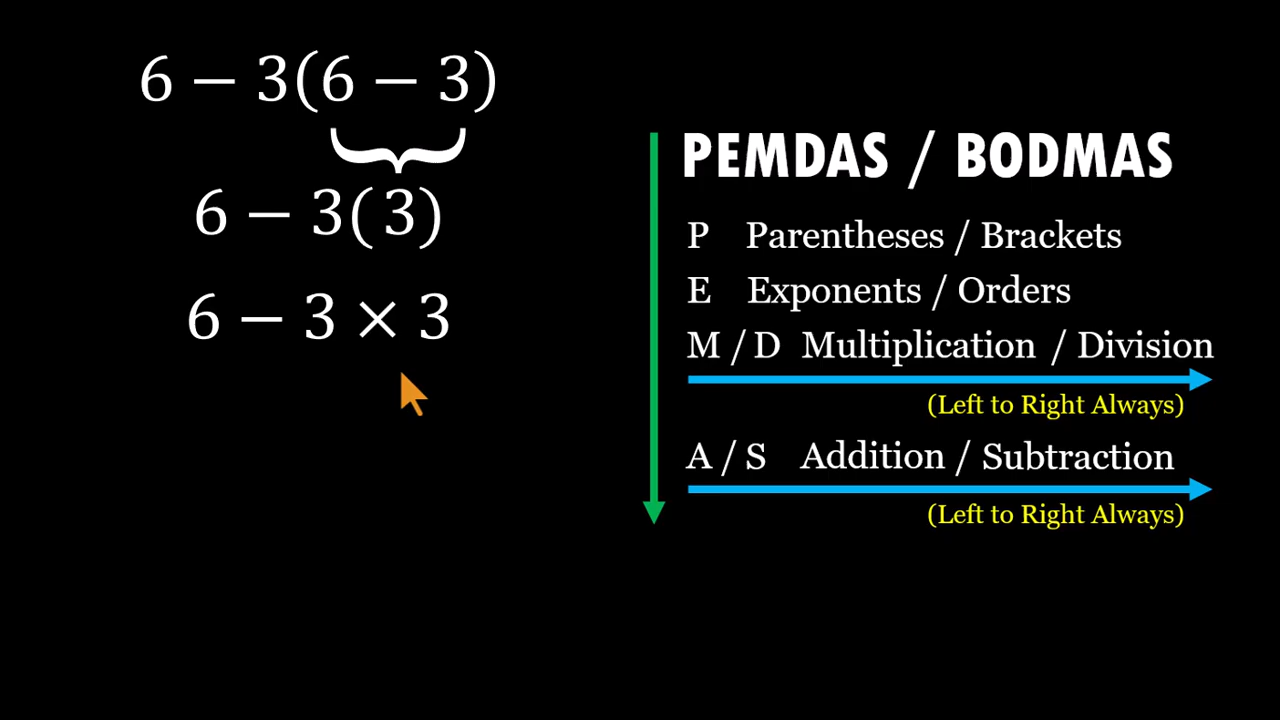 6 − 3(6 − 3)
6 − 3( 3)
6 − 3 × 3
PEMDAS / BODMAS
P Parentheses / Brackets
E Exponents / Orders
M / D Multiplication / Division
(Left to Right Always)
A / S Addition / Subtraction
(Left to Right Always)